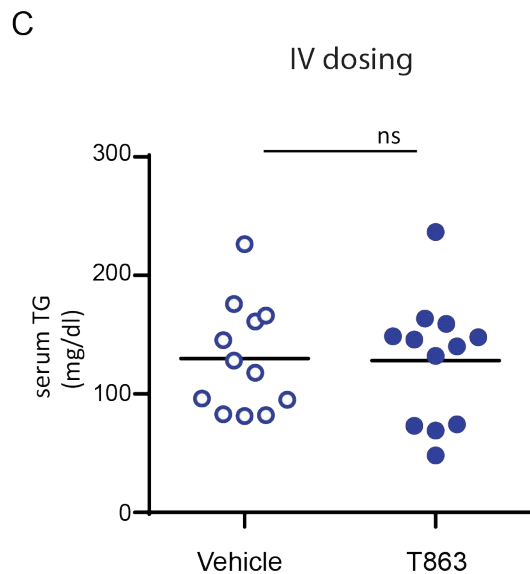 C
IV dosing
ns
300
200
100
0
serum TG
(mg/dl)
Vehicle
T863